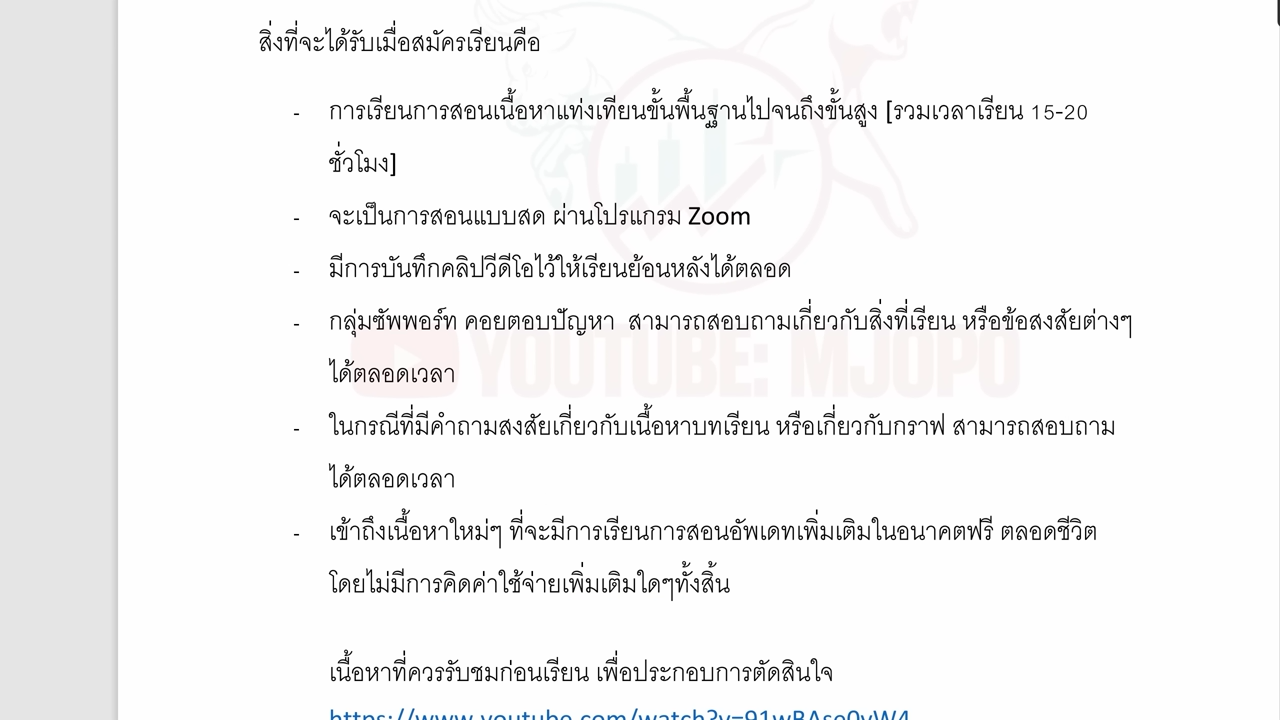 สิ่งที่จะได้รับเมื่อสมัครเรียนคือ
- การเรียนการสอนเนื้อหาแท่งเทียนขั้นพื้นฐานไปจนถึงขั้นสูง [รวมเวลาเรียน 15-20
ชั่วโมง]
- จะเป็นการสอนแบบสด ผ่านโปรแกรม Zoom
- มีการบันทึกคลิปวีดีโอไว้ให้เรียนย้อนหลังได้ตลอด
- กลุ่มซัพพอร์ท คอยตอบปัญหา สามารถสอบถามเกี่ยวกับสิ่งที่เรียน หรือข้อสงสัยต่างๆ
YOUTUBE: MJOPO
ได้ตลอดเวลา
- ในกรณีที่มีคำถามสงสัยเกี่ยวกับเนื้อหาบทเรียน หรือเกี่ยวกับกราฟ สามารถสอบถาม
ได้ตลอดเวลา
- เข้าถึงเนื้อหาใหม่ๆ ที่จะมีการเรียนการสอนอัพเดทเพิ่มเติมในอนาคตฟรี ตลอดชีวิต
โดยไม่มีการคิดค่าใช้จ่ายเพิ่มเติมใดๆทั้งสิ้น
เนื้อหาที่ควรรับชมก่อนเรียน เพื่อประกอบการตัดสินใจ